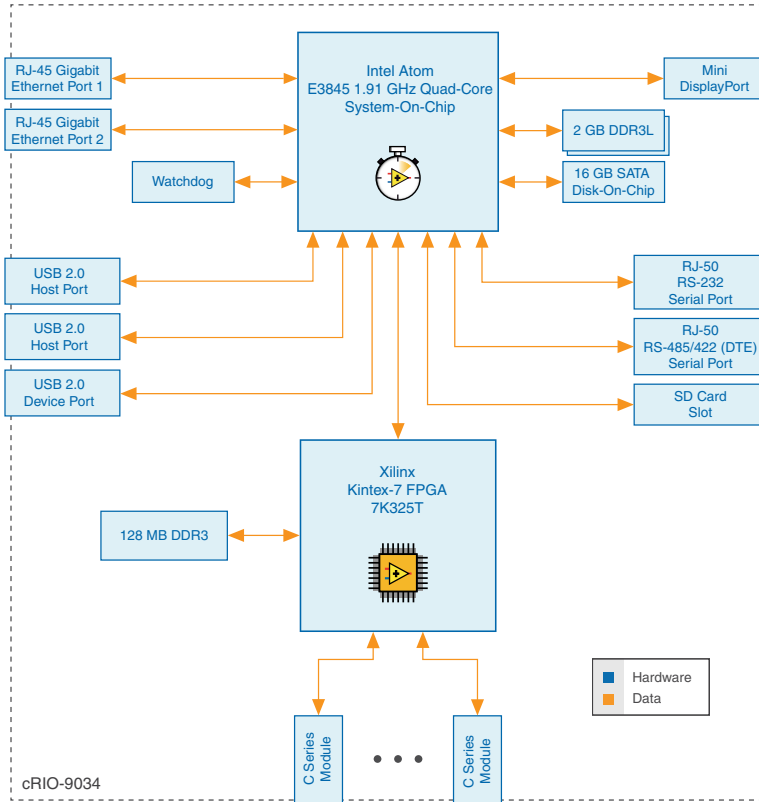 RJ-45 Gigabit
Ethernet Port 1
RJ-45 Gigabit
Ethernet Port 2
Watchdog
Intel Atom
E3845 1.91 GHz Quad-Core
System-On-Chip
Mini
DisplayPort
2 GB DDR3L
16 GB SATA
Disk-On-Chip
USB 2.0
Host Port
USB 2.0
Host Port
USB 2.0
Device Port
RJ-50
RS-232
Serial Port
RJ-50
RS-485/422 (DTE)
Serial Port
SD Card
Slot
Xilinx
Kintex-7 FPGA
7K325T
128 MB DDR3
C Series
Module
C Series
Module
Hardware
Data
cRIO-9034